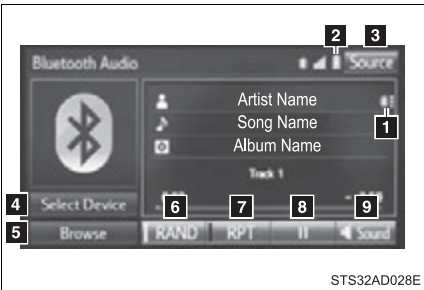 2 3
Bluetooth Audio Source
Artist Name
Song Name
1
Album Name
Track 1
4 Select Device 6 7 8 9
5 Browse RAND RPT II Sound
STS32AD028E